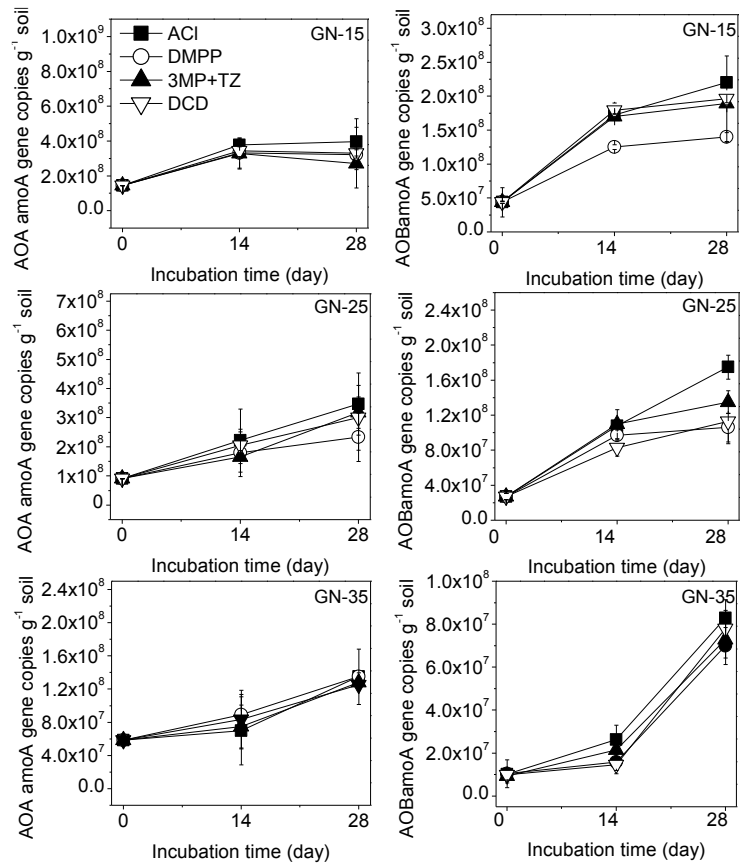 AOA amoA gene copies g⁻¹ soil
1.0x10⁹
8.0x10⁸
6.0x10⁸
4.0x10⁸
2.0x10⁸
0.0
ACl
DMPP
3MP+TZ
DCD
GN-15
0 14 28
Incubation time (day)
AOBamoA gene copies g⁻¹ soil
2.5x10⁸
2.0x10⁸
1.5x10⁸
1.0x10⁸
5.0x10⁷
0.0
GN-15
0 14 28
Incubation time (day)
AOA amoA gene copies g⁻¹ soil
7x10⁸
6x10⁸
5x10⁸
4x10⁸
3x10⁸
2x10⁸
1x10⁸
0
GN-25
0 14 28
Incubation time (day)
AOBamoA gene copies g⁻¹ soil
2.0x10⁸
1.6x10⁸
1.2x10⁸
8.0x10⁷
4.0x10⁷
0.0
GN-25
0 14 28
Incubation time (day)
AOA amoA gene copies g⁻¹ soil
2.4x10⁸
2.0x10⁸
1.6x10⁸
1.2x10⁸
8.0x10⁷
4.0x10⁷
0.0
GN-35
0 14 28
Incubation time (day)
AOBamoA gene copies g⁻¹ soil
1.0x10⁸
8.0x10⁷
6.0x10⁷
4.0x10⁷
2.0x10⁷
0.0
GN-35
0 14 28
Incubation time (day)